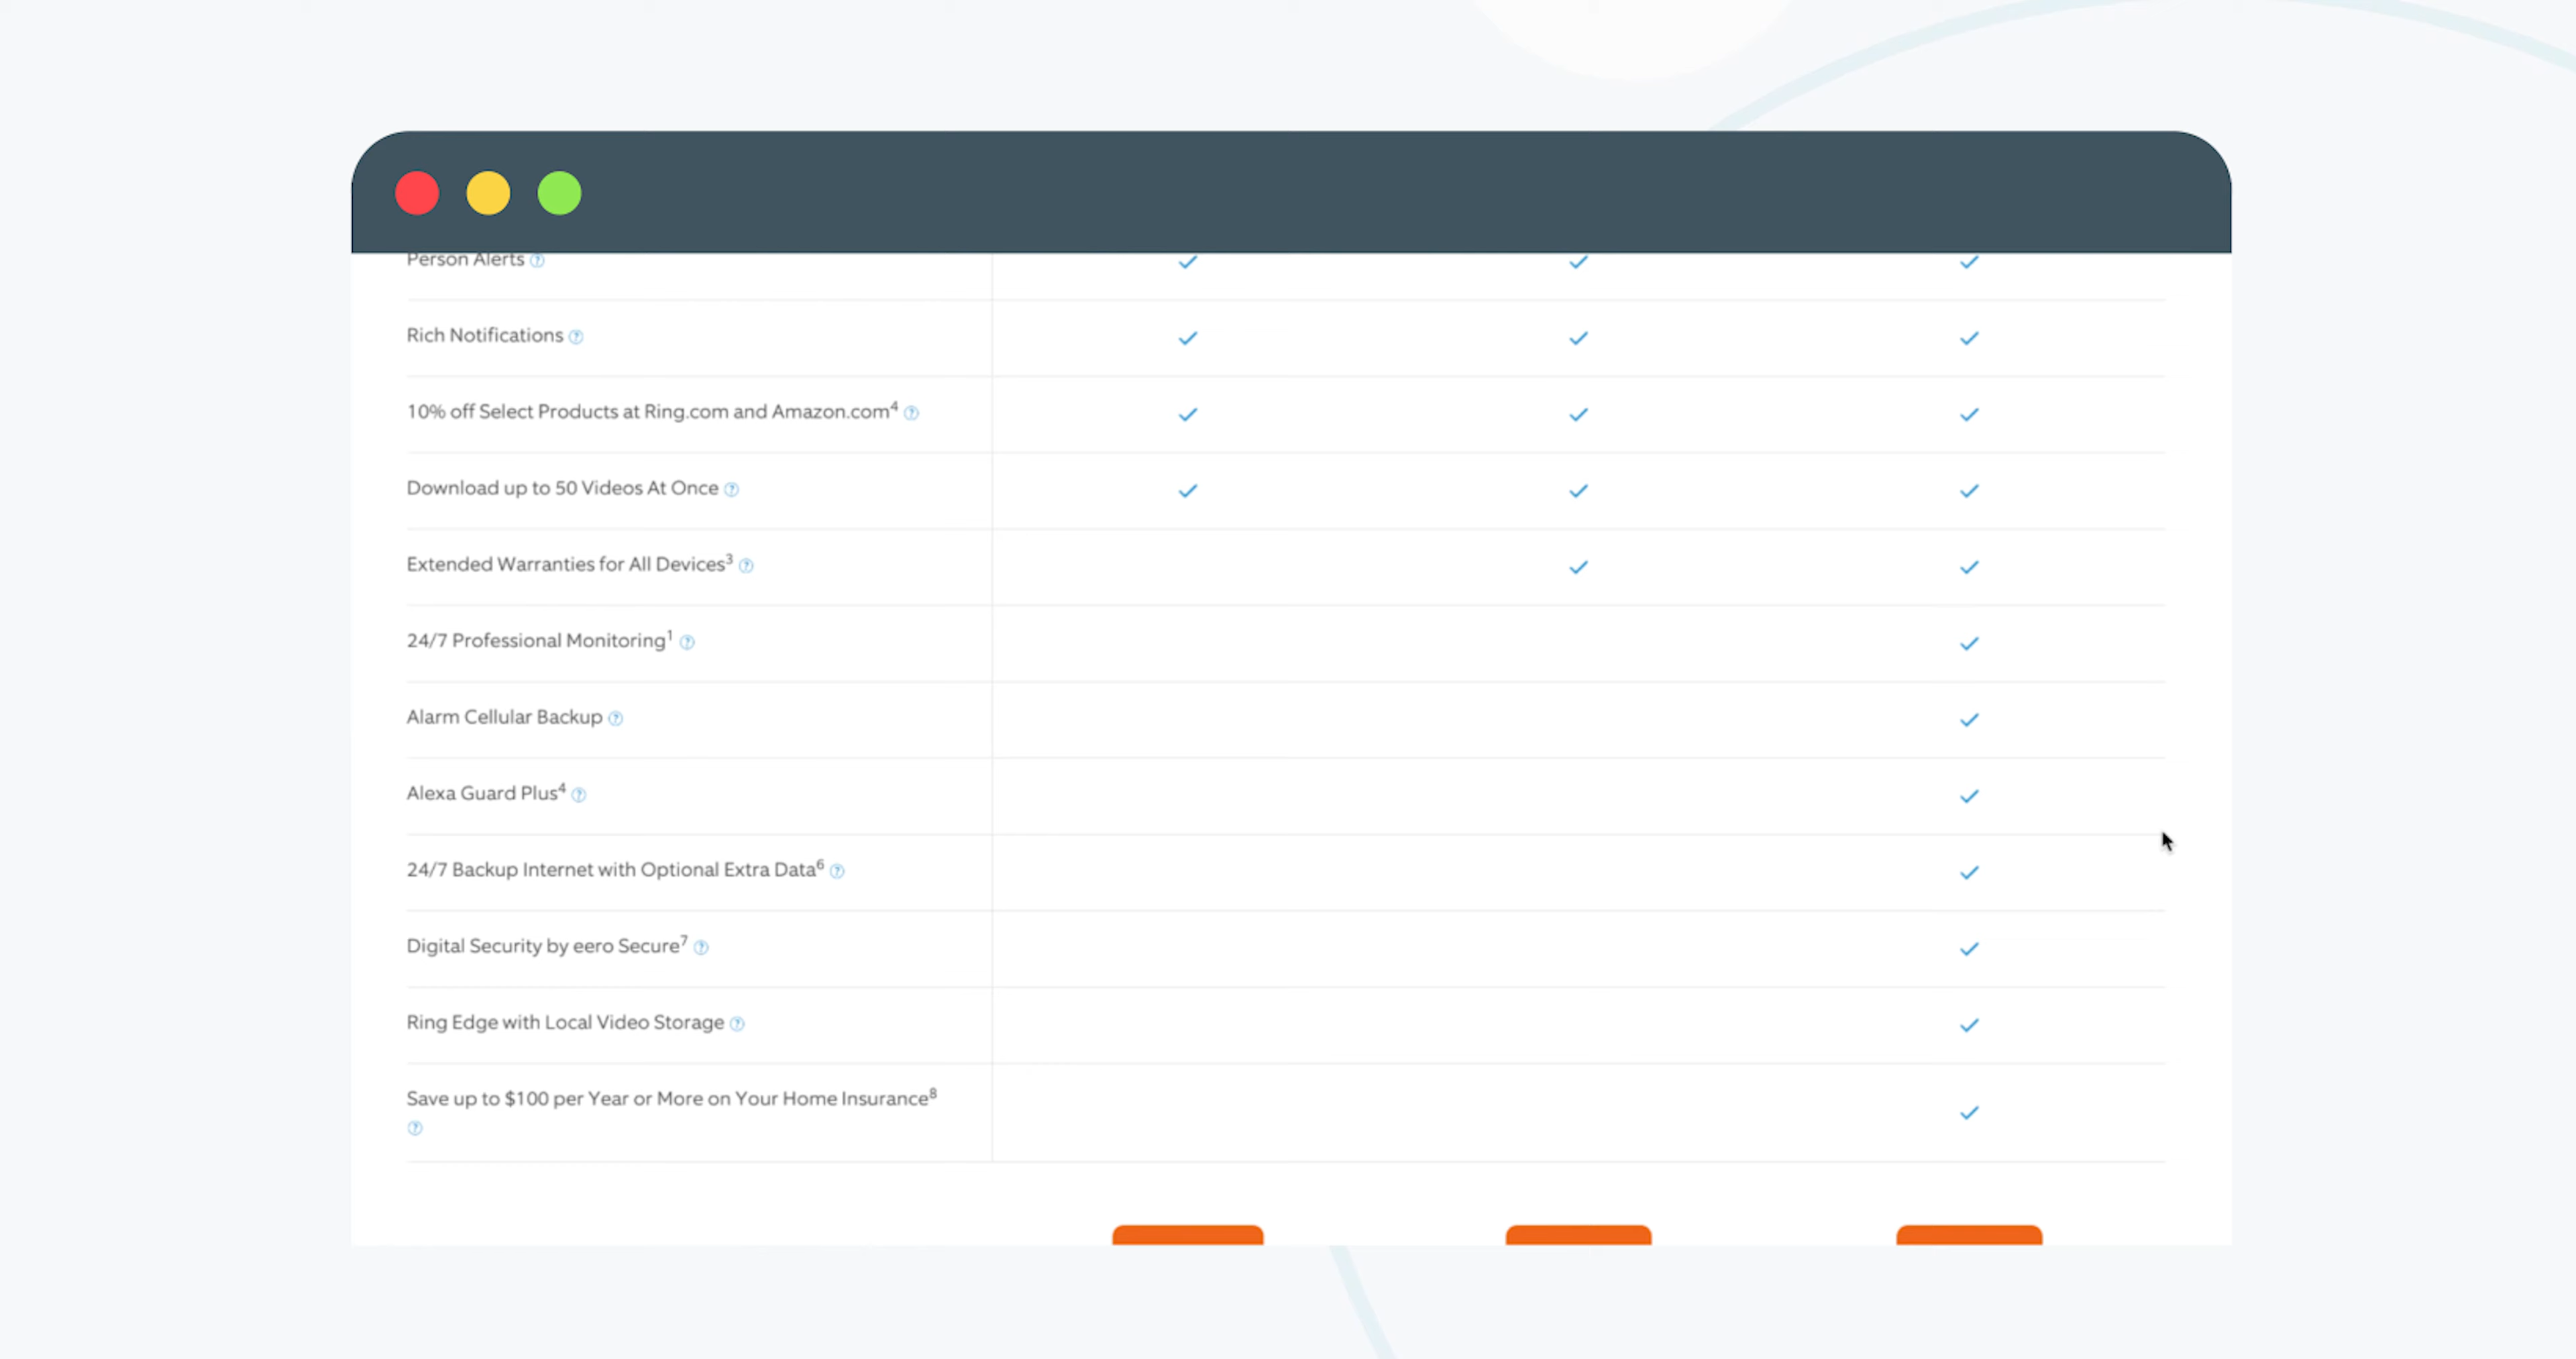 Person Alerts ?
Rich Notifications ?
10% off Select Products at Ring.com and Amazon.com⁴ ?
Download up to 50 Videos At Once ?
Extended Warranties for All Devices³ ?
24/7 Professional Monitoring¹ ?
Alarm Cellular Backup ?
Alexa Guard Plus⁴ ?
24/7 Backup Internet with Optional Extra Data⁶ ?
Digital Security by eero Secure⁷ ?
Ring Edge with Local Video Storage ?
Save up to $100 per Year or More on Your Home Insurance⁸
?